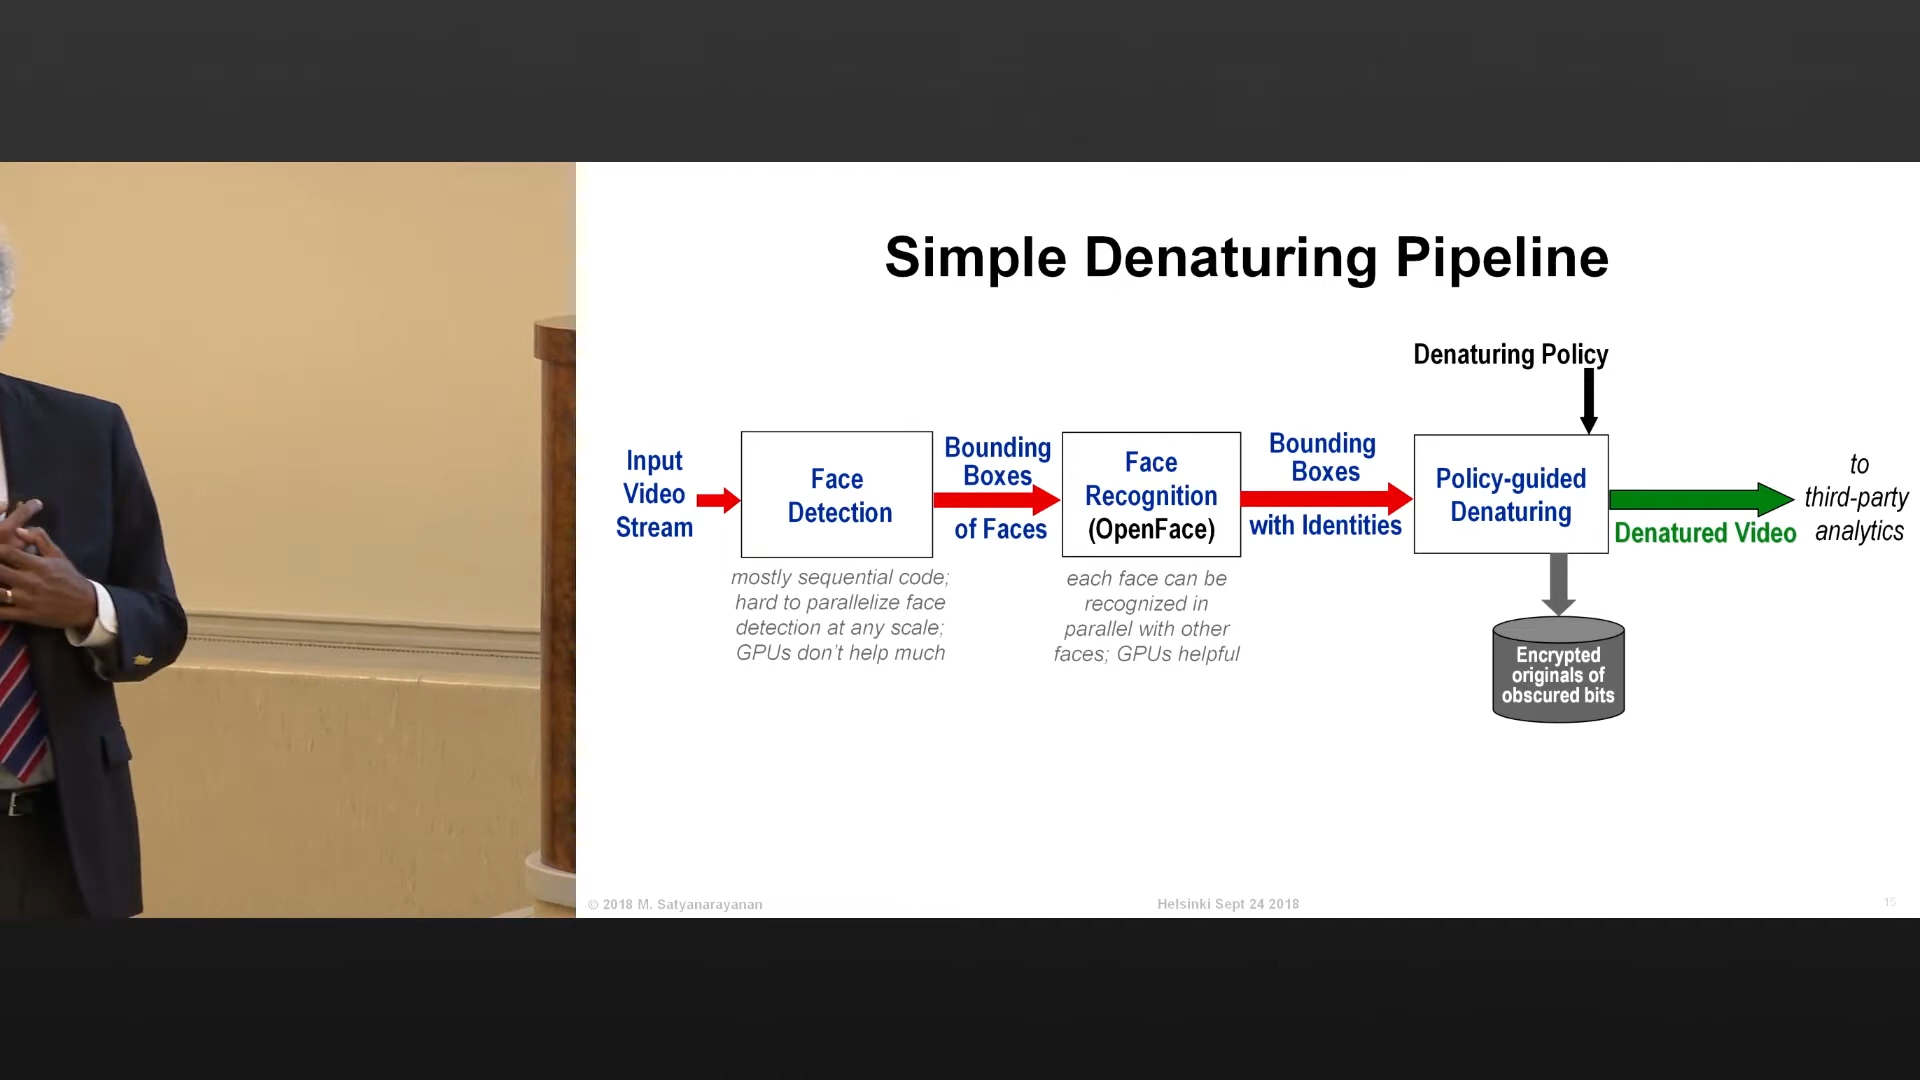 Simple Denaturing Pipeline
Denaturing Policy
Input
Video
Stream
Face
Detection
mostly sequential code;
hard to parallelize face
detection at any scale;
GPUs don't help much
Bounding
Boxes
of Faces
Face
Recognition
(OpenFace)
each face can be
recognized in
parallel with other
faces; GPUs helpful
Bounding
Boxes
with Identities
Policy-guided
Denaturing
Encrypted
originals of
obscured bits
Denatured Video
to
third-party
analytics
© 2018 M. Satyanarayanan
Helsinki Sept 24 2018
15